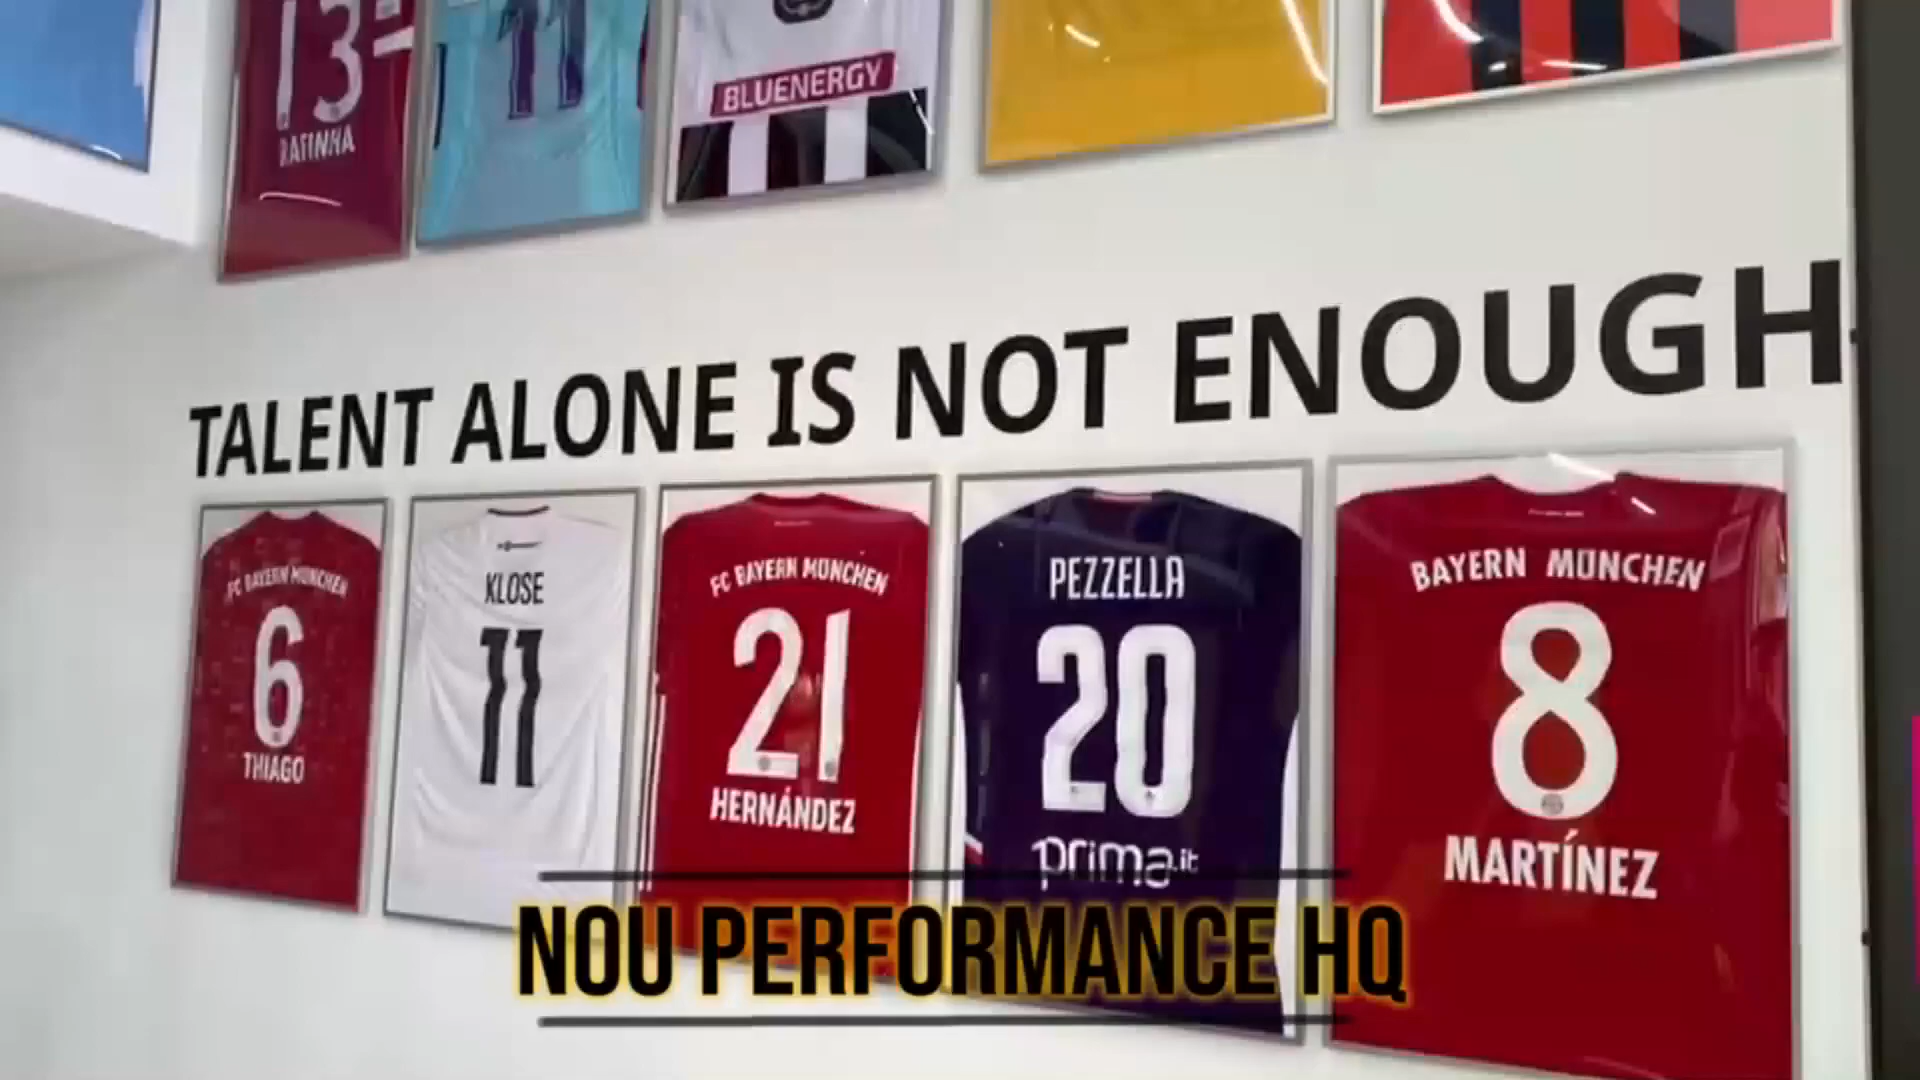 13
RAFINHA
11
BLUENERGY
TALENT ALONE IS NOT ENOUGH
FC BAYERN MÜNCHEN
6
THIAGO
KLOSE
11
FC BAYERN MÜNCHEN
21
HERNÁNDEZ
PEZZELLA
20
prima.it
BAYERN MÜNCHEN
8
MARTÍNEZ
NOU PERFORMANCE HQ